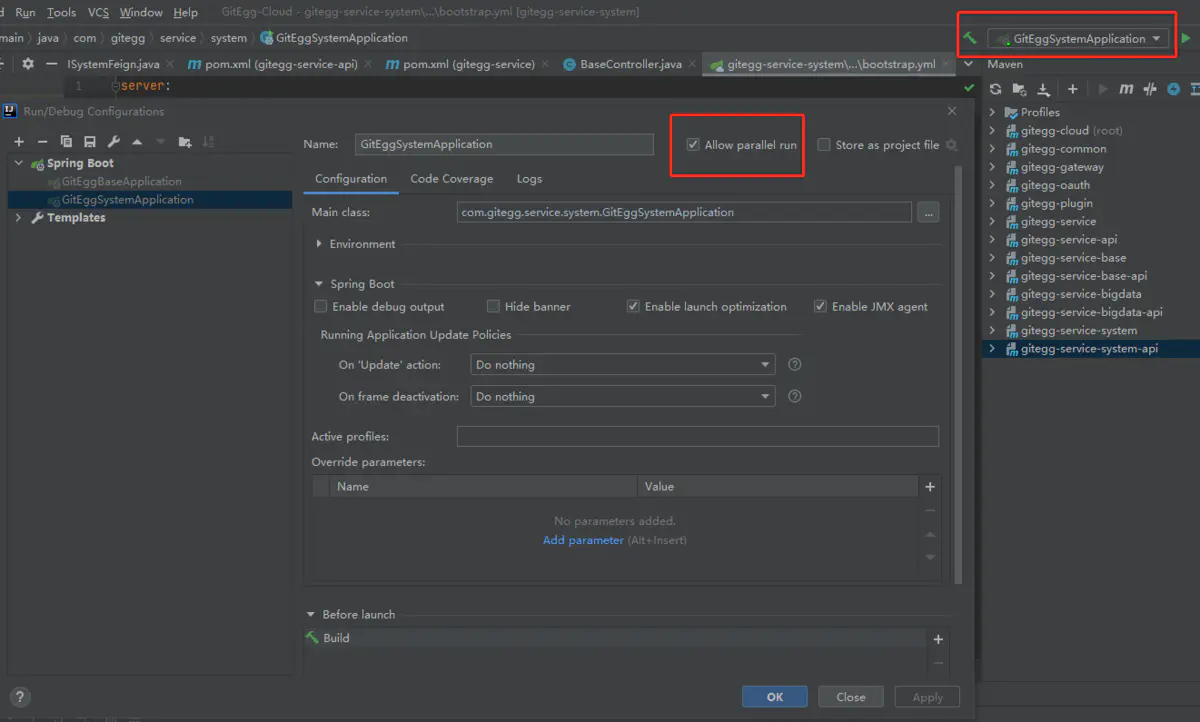 Run Tools VCS Window Help GitEgg-Cloud - gitegg-service-system\...\bootstrap.yml [gitegg-service-system]
main java com gitegg service system GitEggSystemApplication GitEggSystemApplication
ISystemFeign.java pom.xml (gitegg-service-api) pom.xml (gitegg-service) BaseController.java gitegg-service-system\...\bootstrap.yml Maven
1 server:
Run/Debug Configurations
Name: GitEggSystemApplication Allow parallel run Store as project file
Spring Boot
GitEggBaseApplication
GitEggSystemApplication
Templates
Configuration Code Coverage Logs
Main class: com.gitegg.service.system.GitEggSystemApplication ...
Environment
Spring Boot
Enable debug output Hide banner Enable launch optimization Enable JMX agent
Running Application Update Policies
On 'Update' action: Do nothing
On frame deactivation: Do nothing
Active profiles:
Override parameters:
Name Value
No parameters added.
Add parameter (Alt+Insert)
Before launch
Build
OK Close Apply
Profiles
gitegg-cloud (root)
gitegg-common
gitegg-gateway
gitegg-oauth
gitegg-plugin
gitegg-service
gitegg-service-api
gitegg-service-base
gitegg-service-base-api
gitegg-service-bigdata
gitegg-service-bigdata-api
gitegg-service-system
gitegg-service-system-api